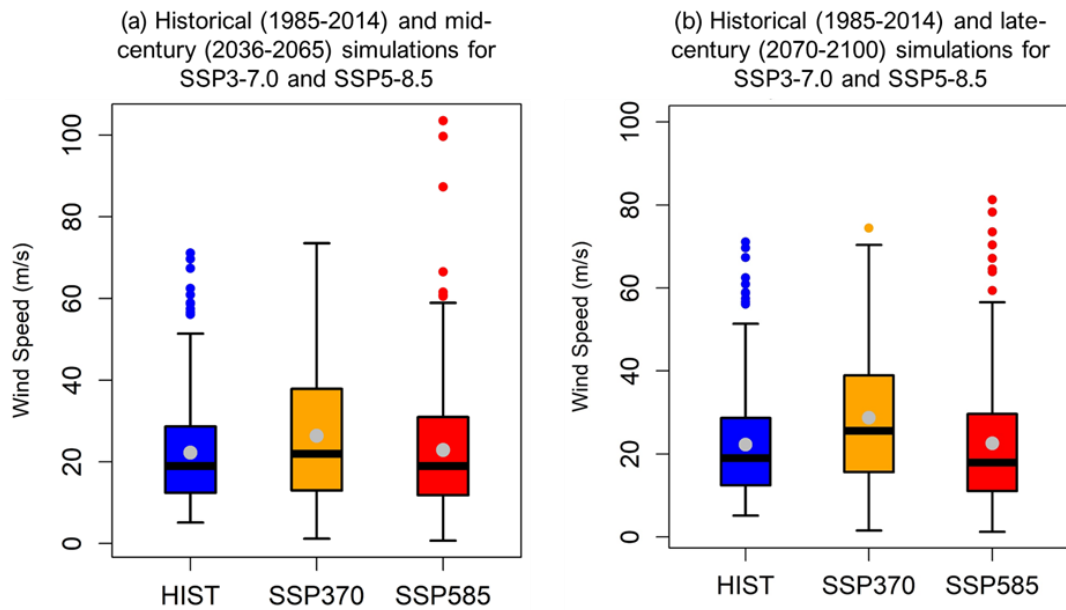 (a) Historical (1985-2014) and mid-
century (2036-2065) simulations for
SSP3-7.0 and SSP5-8.5
Wind Speed (m/s)
100
80
60
40
20
0
HIST SSP370 SSP585
(b) Historical (1985-2014) and late-
century (2070-2100) simulations for
SSP3-7.0 and SSP5-8.5
Wind Speed (m/s)
100
80
60
40
20
0
HIST SSP370 SSP585